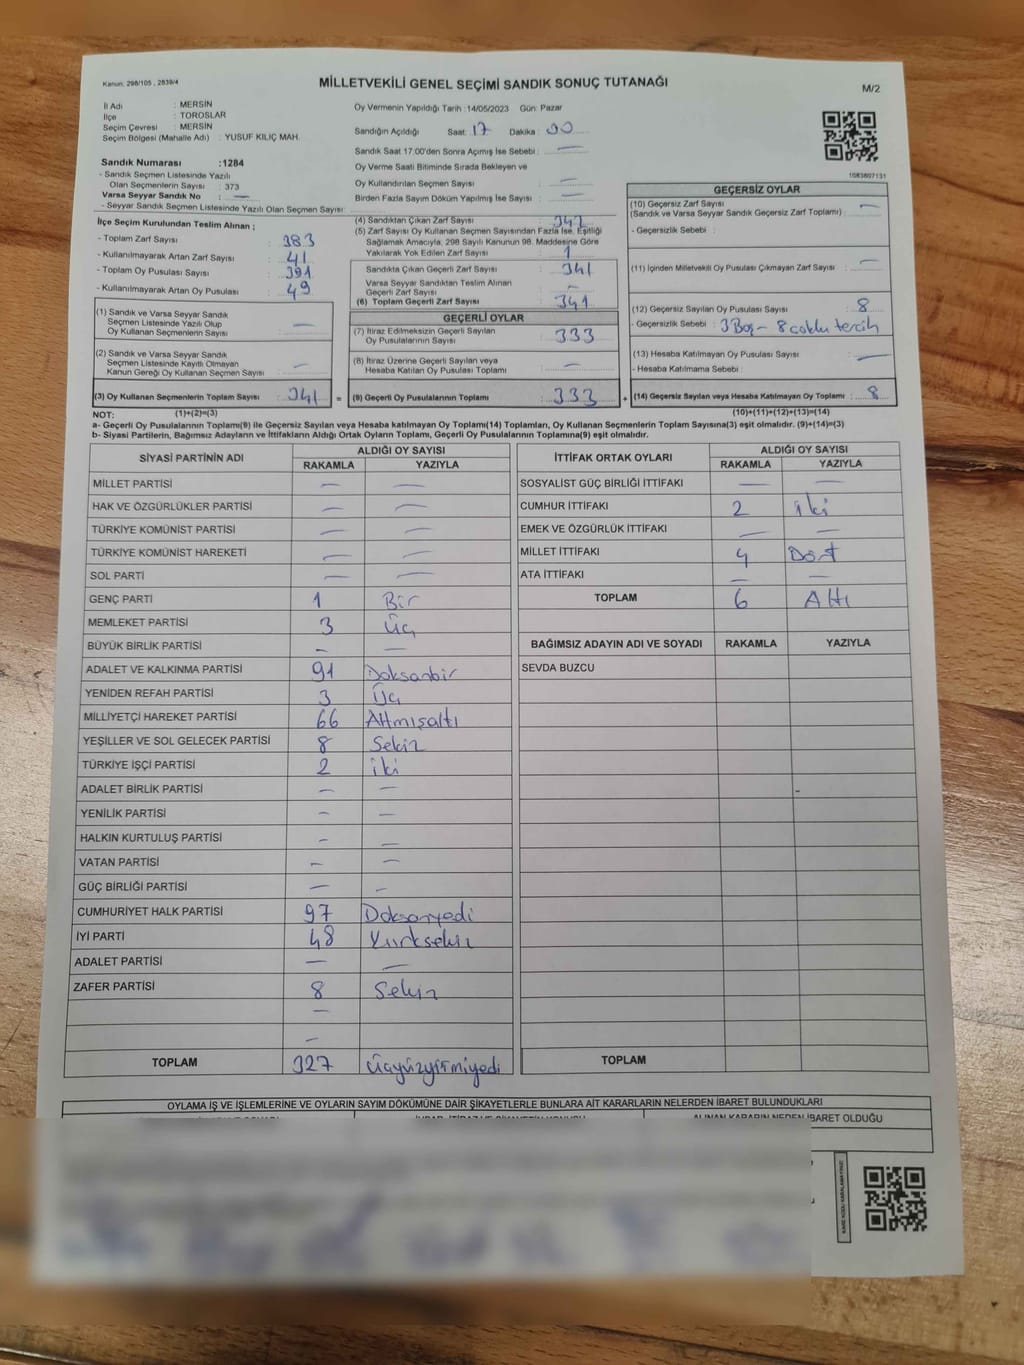 Kanun: 298/105 , 2839/4
MİLLETVEKİLİ GENEL SEÇİMİ SANDIK SONUÇ TUTANAĞI
M/2
İl Adı : MERSİN
İlçe : TOROSLAR
Seçim Çevresi : MERSİN
Seçim Bölgesi (Mahalle Adı) : YUSUF KILIÇ MAH.
Sandık Numarası :1284
- Sandık Seçmen Listesinde Yazılı
Olan Seçmenlerin Sayısı : 373
Varsa Seyyar Sandık No : —
- Seyyar Sandık Seçmen Listesinde Yazılı Olan Seçmen Sayısı:
Oy Vermenin Yapıldığı Tarih :14/05/2023 Gün: Pazar
Sandığın Açıldığı Saat: 17 Dakika: 00
Sandık Saat 17:00'den Sonra Açımış İse Sebebi : —
Oy Verme Saati Bitiminde Sırada Bekleyen ve
Oy Kullandırılan Seçmen Sayısı : —
Birden Fazla Sayım Döküm Yapılmış İse Sayısı : —
1083807131
İlçe Seçim Kurulundan Teslim Alınan ;
- Toplam Zarf Sayısı : 383
- Kullanılmayarak Artan Zarf Sayısı : 41
- Toplam Oy Pusulası Sayısı : 391
- Kullanılmayarak Artan Oy Pusulası : 49
(1) Sandık ve Varsa Seyyar Sandık
Seçmen Listesinde Yazılı Olup
Oy Kullanan Seçmenlerin Sayısı : —
(2) Sandık ve Varsa Seyyar Sandık
Seçmen Listesinde Kayıtlı Olmayan
Kanun Gereği Oy Kullanan Seçmen Sayısı : —
(3) Oy Kullanan Seçmenlerin Toplam Sayısı : 341 =
(4) Sandıktan Çıkan Zarf Sayısı : 342
(5) Zarf Sayısı Oy Kullanan Seçmen Sayısından Fazla İse, Eşitliği
Sağlamak Amacıyla, 298 Sayılı Kanunun 98. Maddesine Göre
Yakılarak Yok Edilen Zarf Sayısı : 1
Sandıkta Çıkan Geçerli Zarf Sayısı : 341
Varsa Seyyar Sandıktan Teslim Alınan
Geçerli Zarf Sayısı : —
(6) Toplam Geçerli Zarf Sayısı : 341
GEÇERLİ OYLAR
(7) İtiraz Edilmeksizin Geçerli Sayılan
Oy Pusulalarının Sayısı : 333
(8) İtiraz Üzerine Geçerli Sayılan veya
Hesaba Katılan Oy Pusulası Toplamı : —
(9) Geçerli Oy Pusulalarının Toplamı : 333 +
GEÇERSİZ OYLAR
(10) Geçersiz Zarf Sayısı
(Sandık ve Varsa Seyyar Sandık Geçersiz Zarf Toplamı) : —
- Geçersizlik Sebebi :
(11) İçinden Milletvekili Oy Pusulası Çıkmayan Zarf Sayısı : —
(12) Geçersiz Sayılan Oy Pusulası Sayısı : 8
- Geçersizlik Sebebi : 3 Boş - 8 çoklu tercih
(13) Hesaba Katılmayan Oy Pusulası Sayısı : —
- Hesaba Katılmama Sebebi :
(14) Geçersiz Sayılan veya Hesaba Katılmayan Oy Toplamı : 8
NOT: (1)+(2)=(3) (10)+(11)+(12)+(13)=(14)
a- Geçerli Oy Pusulalarının Toplamı(9) ile Geçersiz Sayılan veya Hesaba katılmayan Oy Toplamı(14) Toplamları, Oy Kullanan Seçmenlerin Toplam Sayısına(3) eşit olmalıdır. (9)+(14)=(3)
b- Siyasi Partilerin, Bağımsız Adayların ve İttifakların Aldığı Ortak Oyların Toplamı, Geçerli Oy Pusulalarının Toplamına(9) eşit olmalıdır.
SİYASİ PARTİNİN ADI ALDIĞI OY SAYISI
RAKAMLA YAZIYLA
MİLLET PARTİSİ — —
HAK VE ÖZGÜRLÜKLER PARTİSİ — —
TÜRKİYE KOMÜNİST PARTİSİ — —
TÜRKİYE KOMÜNİST HAREKETİ — —
SOL PARTİ — —
GENÇ PARTİ 1 Bir
MEMLEKET PARTİSİ 3 Üç
BÜYÜK BİRLİK PARTİSİ — —
ADALET VE KALKINMA PARTİSİ 91 Doksanbir
YENİDEN REFAH PARTİSİ 3 Üç
MİLLİYETÇİ HAREKET PARTİSİ 66 Altmışaltı
YEŞİLLER VE SOL GELECEK PARTİSİ 8 Sekiz
TÜRKİYE İŞÇİ PARTİSİ 2 iki
ADALET BİRLİK PARTİSİ — —
YENİLİK PARTİSİ — —
HALKIN KURTULUŞ PARTİSİ — —
VATAN PARTİSİ — —
GÜÇ BİRLİĞİ PARTİSİ — —
CUMHURİYET HALK PARTİSİ 97 Doksanyedi
İYİ PARTİ 48 Kırksekiz
ADALET PARTİSİ — —
ZAFER PARTİSİ 8 Sekiz
—
—
TOPLAM 327 Üçyüzyirmiyedi
İTTİFAK ORTAK OYLARI ALDIĞI OY SAYISI
RAKAMLA YAZIYLA
SOSYALİST GÜÇ BİRLİĞİ İTTİFAKI — —
CUMHUR İTTİFAKI 2 iki
EMEK VE ÖZGÜRLÜK İTTİFAKI — —
MİLLET İTTİFAKI 4 Dört
ATA İTTİFAKI — —
TOPLAM 6 Altı
BAĞIMSIZ ADAYIN ADI VE SOYADI RAKAMLA YAZIYLA
SEVDA BUZCU
-
TOPLAM
OYLAMA İŞ VE İŞLEMLERİNE VE OYLARIN SAYIM DÖKÜMÜNE DAİR ŞİKAYETLERLE BUNLARA AİT KARARLARIN NELERDEN İBARET BULUNDUKLARI
ALINAN KARARIN NEDEN İBARET OLDUĞU